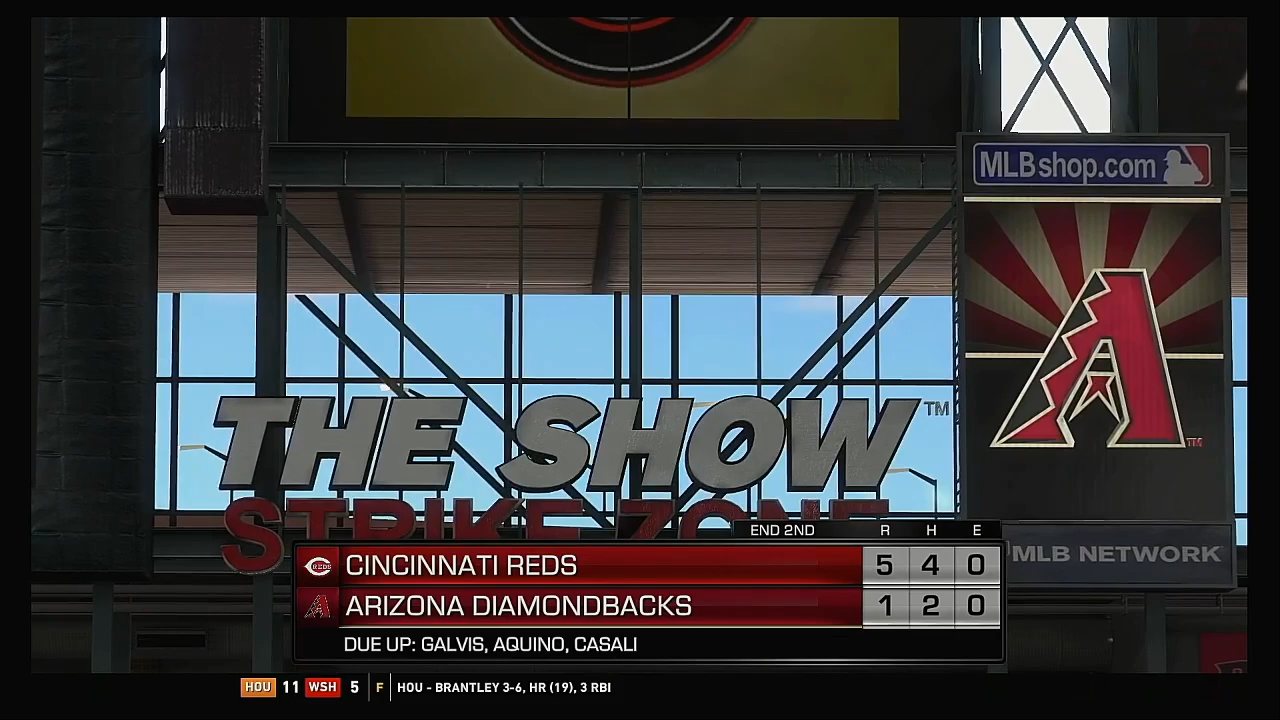 MLBshop.com
THE SHOW™
STRIKE ZONE
END 2ND R H E
REDS CINCINNATI REDS 5 4 0
ARIZONA DIAMONDBACKS 1 2 0
DUE UP: GALVIS, AQUINO, CASALI
MLB NETWORK
HOU 11 WSH 5 F HOU - BRANTLEY 3-6, HR (19), 3 RBI